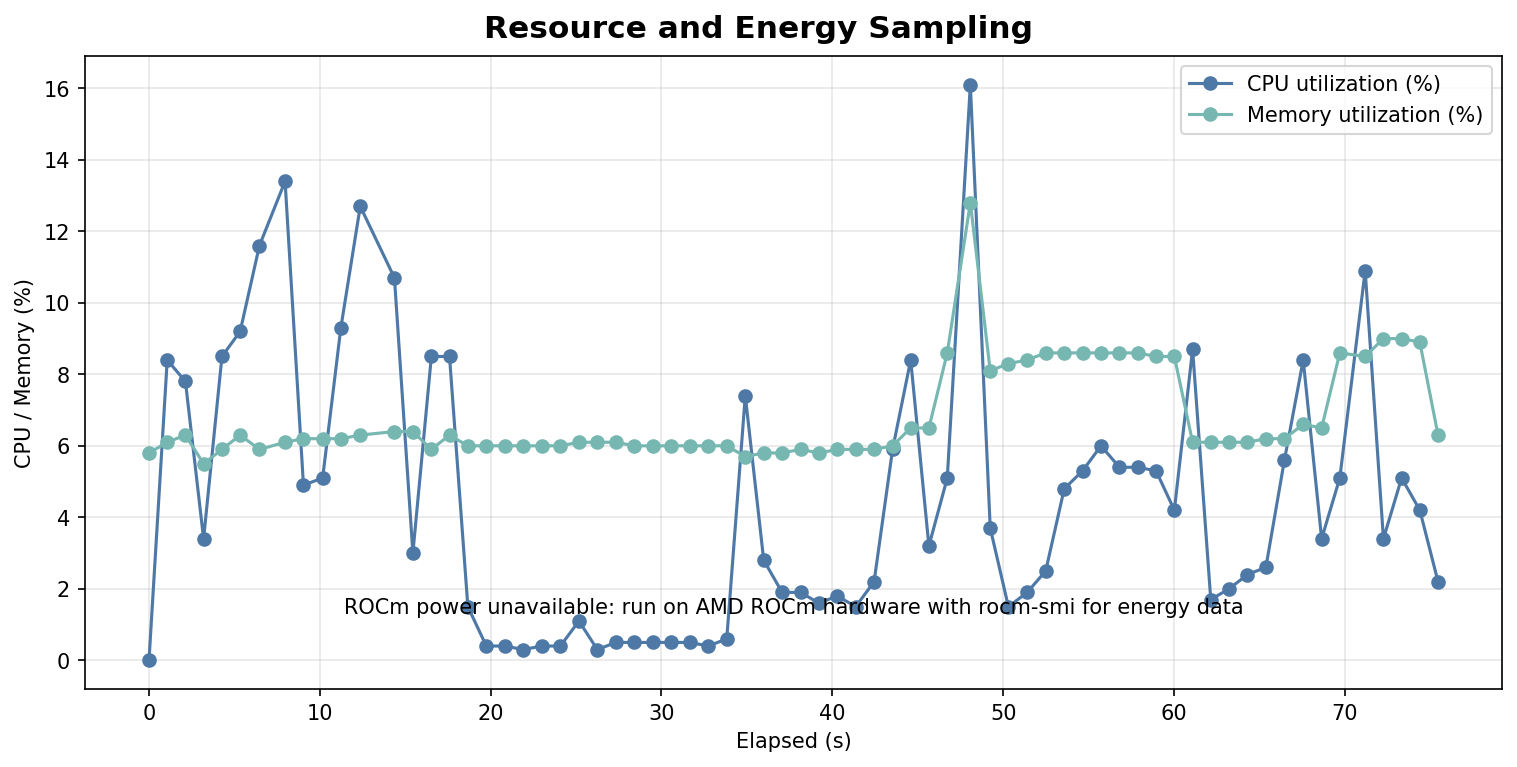 Resource and Energy Sampling
CPU utilization (%)
Memory utilization (%)
CPU / Memory (%)
16
14
12
10
8
6
4
2
0
ROCm power unavailable: run on AMD ROCm hardware with rocm-smi for energy data
0 10 20 30 40 50 60 70
Elapsed (s)